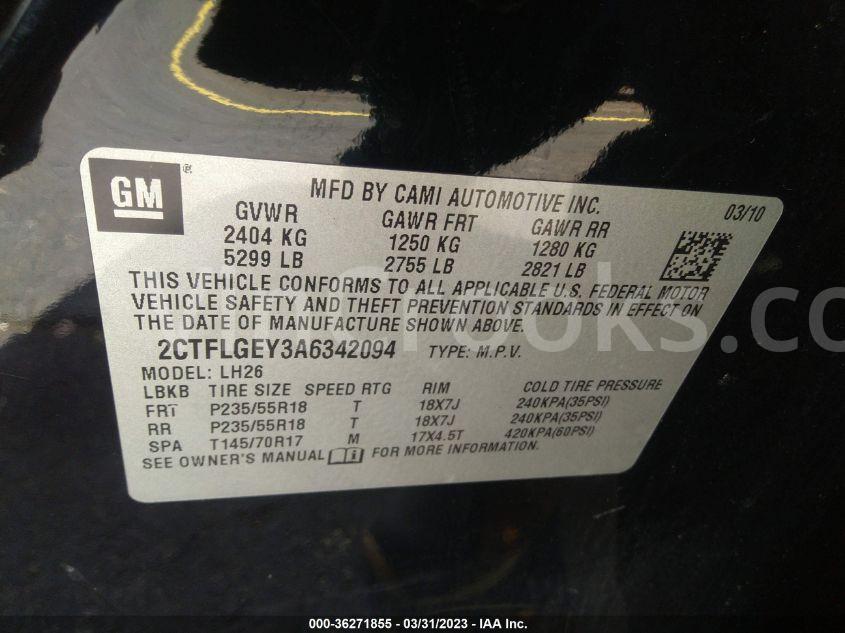 GM ®
MFD BY CAMI AUTOMOTIVE INC.
03/10
GVWR GAWR FRT GAWR RR
2404 KG 1250 KG 1280 KG
5299 LB 2755 LB 2821 LB
THIS VEHICLE CONFORMS TO ALL APPLICABLE U.S. FEDERAL MOTOR
VEHICLE SAFETY AND THEFT PREVENTION STANDARDS IN EFFECT ON
THE DATE OF MANUFACTURE SHOWN ABOVE.
2CTFLGEY3A6342094 TYPE: M.P.V.
MODEL: LH26
LBKB TIRE SIZE SPEED RTG RIM COLD TIRE PRESSURE
FRT P235/55R18 T 18X7J 240KPA(35PSI)
RR P235/55R18 T 18X7J 240KPA(35PSI)
SPA T145/70R17 M 17X4.5T 420KPA(60PSI)
SEE OWNER'S MANUAL FOR MORE INFORMATION.
000-36271855 - 03/31/2023 - IAA Inc.